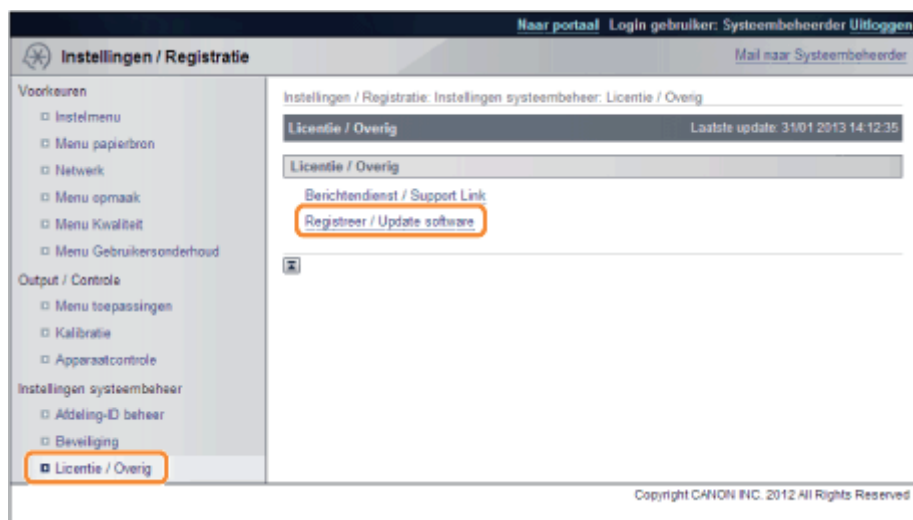 Naar portaal Login gebruiker: Systeembeheerder Uitloggen
Instellingen / Registratie
Mail naar Systeembeheerder
Voorkeuren
Instelmenu
Menu papierbron
Netwerk
Menu opmaak
Menu Kwaliteit
Menu Gebruikersonderhoud
Output / Controle
Menu toepassingen
Kalibratie
Apparaatcontrole
Instellingen systeembeheer
Afdeling-ID beheer
Beveiliging
Licentie / Overig
Instellingen / Registratie: Instellingen systeembeheer: Licentie / Overig
Licentie / Overig
Laatste update: 31/01 2013 14:12:35
Licentie / Overig
Berichtendienst / Support Link
Registreer / Update software
Copyright CANON INC. 2012 All Rights Reserved